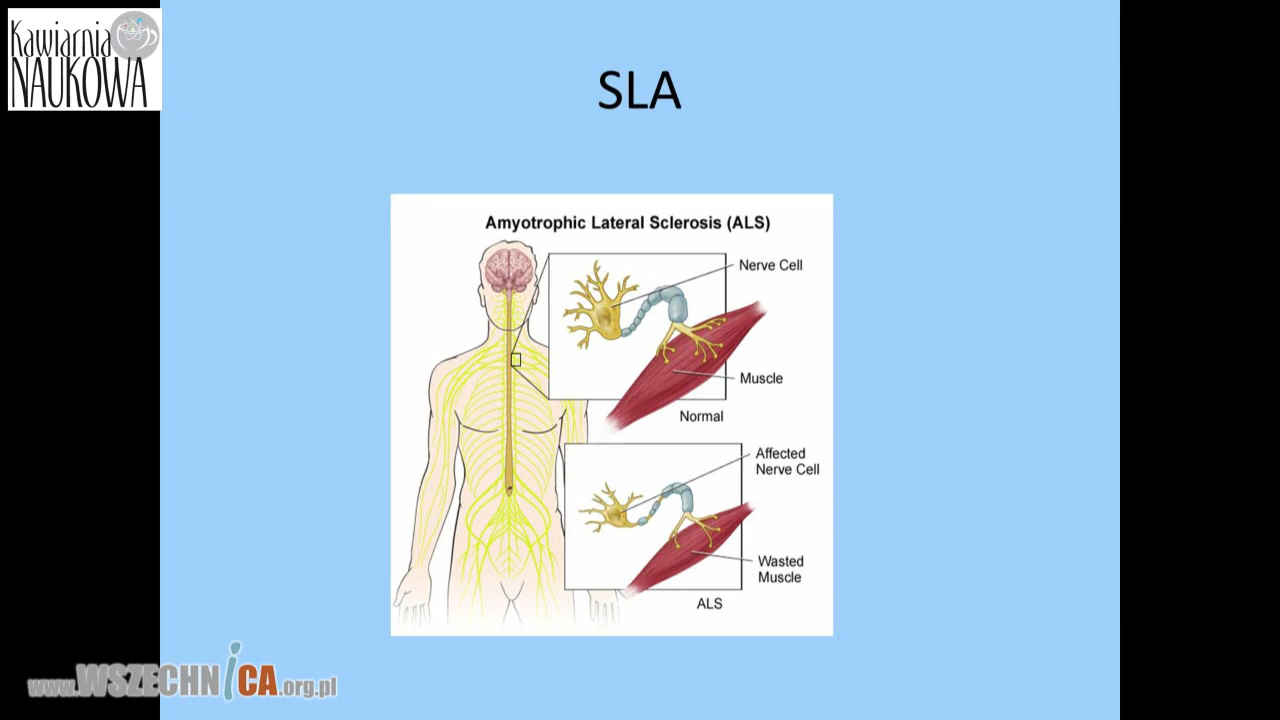 Kawiarnia
NAUKOWA
SLA
Amyotrophic Lateral Sclerosis (ALS)
Nerve Cell
Muscle
Normal
Affected
Nerve Cell
Wasted
Muscle
ALS
www.WSZECHNiCA.org.pl